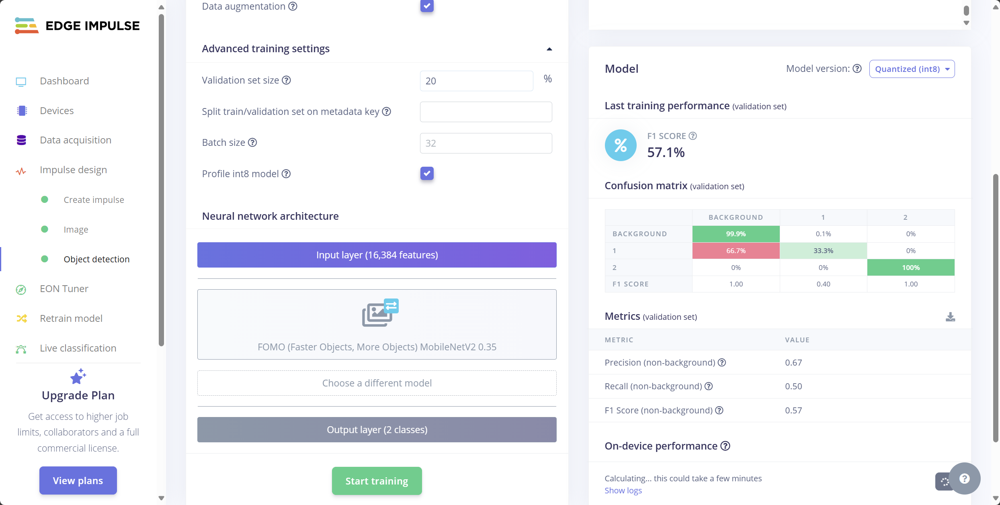 EDGE IMPULSE
Dashboard
Devices
Data acquisition
Impulse design
Create impulse
Image
Object detection
EON Tuner
Retrain model
Live classification
Upgrade Plan
Get access to higher job
limits, collaborators and a full
commercial license.
View plans
Data augmentation ?
Advanced training settings
Validation set size ? 20 %
Split train/validation set on metadata key ?
Batch size ? 32
Profile int8 model ?
Neural network architecture
Input layer (16,384 features)
FOMO (Faster Objects, More Objects) MobileNetV2 0.35
Choose a different model
Output layer (2 classes)
Start training
Model
Model version: ? Quantized (int8)
Last training performance (validation set)
%
F1 SCORE ?
57.1%
Confusion matrix (validation set)
BACKGROUND 1 2
BACKGROUND 99.9% 0.1% 0%
1 66.7% 33.3% 0%
2 0% 0% 100%
F1 SCORE 1.00 0.40 1.00
Metrics (validation set)
METRIC VALUE
Precision (non-background) ? 0.67
Recall (non-background) ? 0.50
F1 Score (non-background) ? 0.57
On-device performance ?
Calculating... this could take a few minutes
Show logs
?